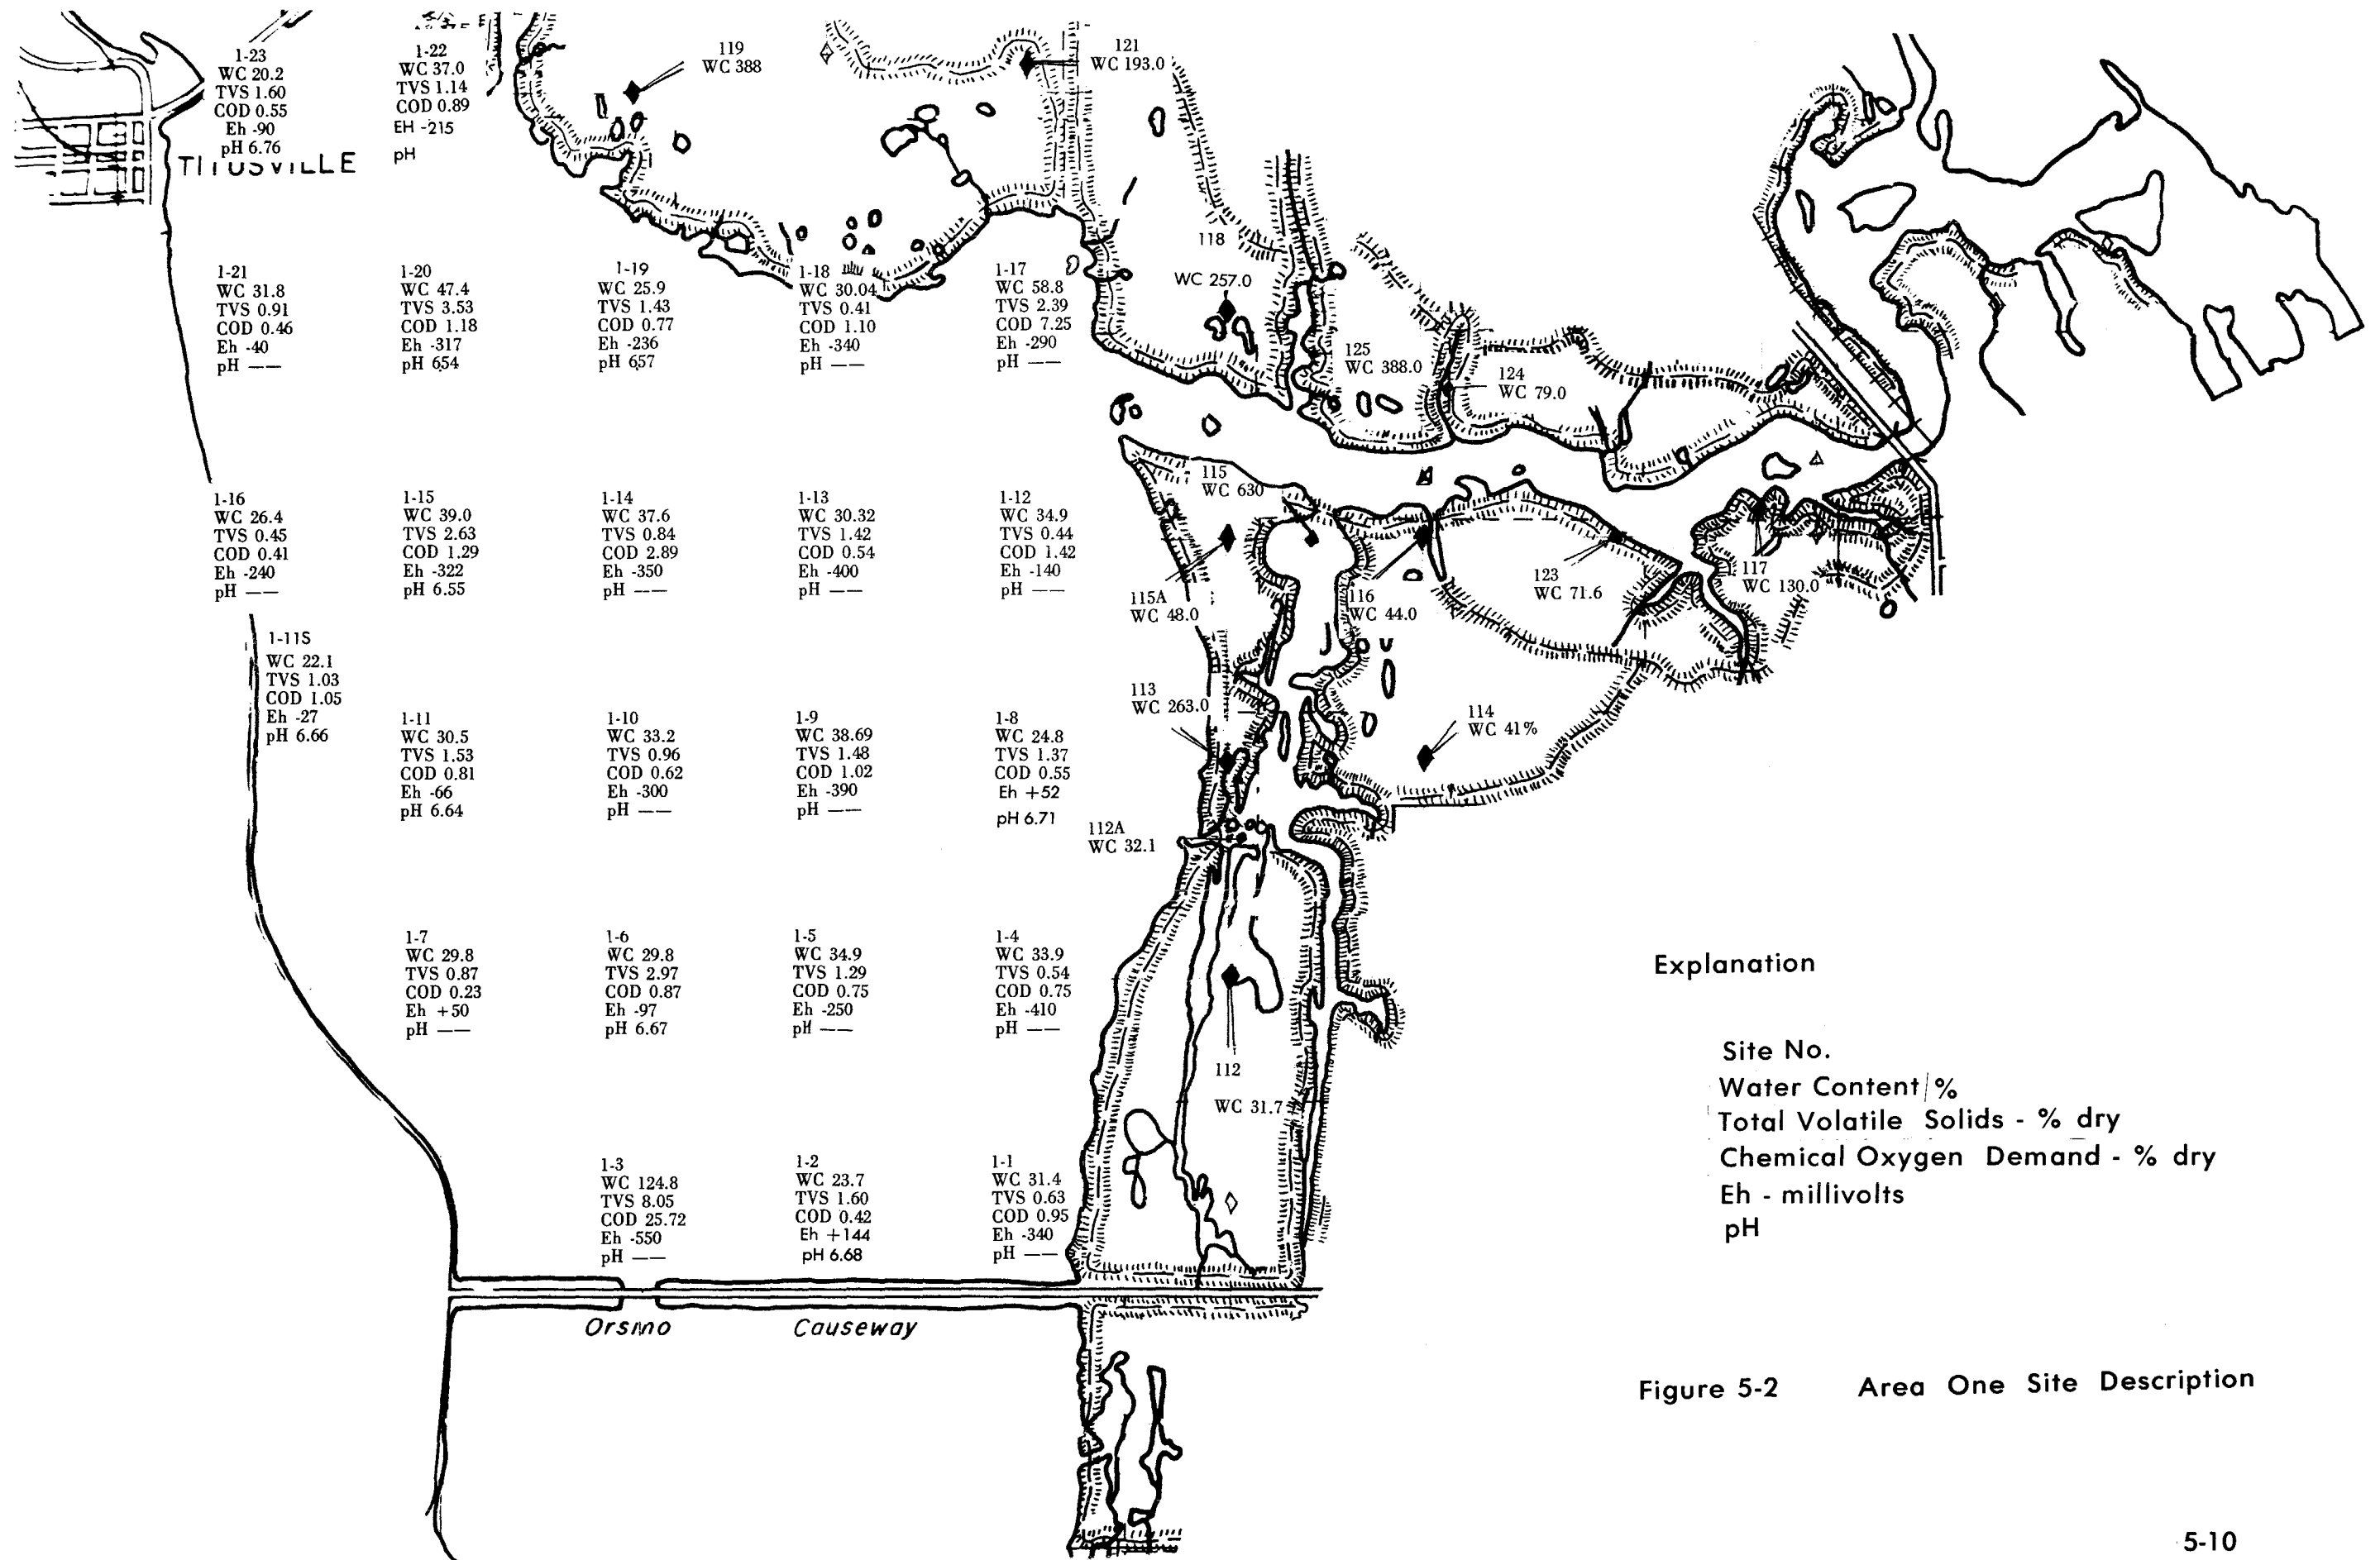 1-23
WC 20.2
TVS 1.60
COD 0.55
Eh -90
pH 6.76
TITUSVILLE
1-22
WC 37.0
TVS 1.14
COD 0.89
EH -215
pH
119
WC 388
121
WC 193.0
118
WC 257.0
1-21
WC 31.8
TVS 0.91
COD 0.46
Eh -40
pH ——
1-20
WC 47.4
TVS 3.53
COD 1.18
Eh -317
pH 6.54
1-19
WC 25.9
TVS 1.43
COD 0.77
Eh -236
pH 6.57
1-18
WC 30.04
TVS 0.41
COD 1.10
Eh -340
pH ——
1-17
WC 58.8
TVS 2.39
COD 7.25
Eh -290
pH ——
125
WC 388.0
124
WC 79.0
1-16
WC 26.4
TVS 0.45
COD 0.41
Eh -240
pH ——
1-15
WC 39.0
TVS 2.63
COD 1.29
Eh -322
pH 6.55
1-14
WC 37.6
TVS 0.84
COD 2.89
Eh -350
pH ——
1-13
WC 30.32
TVS 1.42
COD 0.54
Eh -400
pH ——
1-12
WC 34.9
TVS 0.44
COD 1.42
Eh -140
pH ——
115
WC 630
115A
WC 48.0
116
WC 44.0
123
WC 71.6
117
WC 130.0
1-11S
WC 22.1
TVS 1.03
COD 1.05
Eh -27
pH 6.66
1-11
WC 30.5
TVS 1.53
COD 0.81
Eh -66
pH 6.64
1-10
WC 33.2
TVS 0.96
COD 0.62
Eh -300
pH ——
1-9
WC 38.69
TVS 1.48
COD 1.02
Eh -390
pH ——
1-8
WC 24.8
TVS 1.37
COD 0.55
Eh +52
pH 6.71
113
WC 263.0
114
WC 41%
112A
WC 32.1
1-7
WC 29.8
TVS 0.87
COD 0.23
Eh +50
pH ——
1-6
WC 29.8
TVS 2.97
COD 0.87
Eh -97
pH 6.67
1-5
WC 34.9
TVS 1.29
COD 0.75
Eh -250
pH ——
1-4
WC 33.9
TVS 0.54
COD 0.75
Eh -410
pH ——
112
WC 31.7
1-3
WC 124.8
TVS 8.05
COD 25.72
Eh -550
pH ——
1-2
WC 23.7
TVS 1.60
COD 0.42
Eh +144
pH 6.68
1-1
WC 31.4
TVS 0.63
COD 0.95
Eh -340
pH ——
Orsino Causeway
Explanation
Site No.
Water Content %
Total Volatile Solids - % dry
Chemical Oxygen Demand - % dry
Eh - millivolts
pH
Figure 5-2 Area One Site Description
5-10